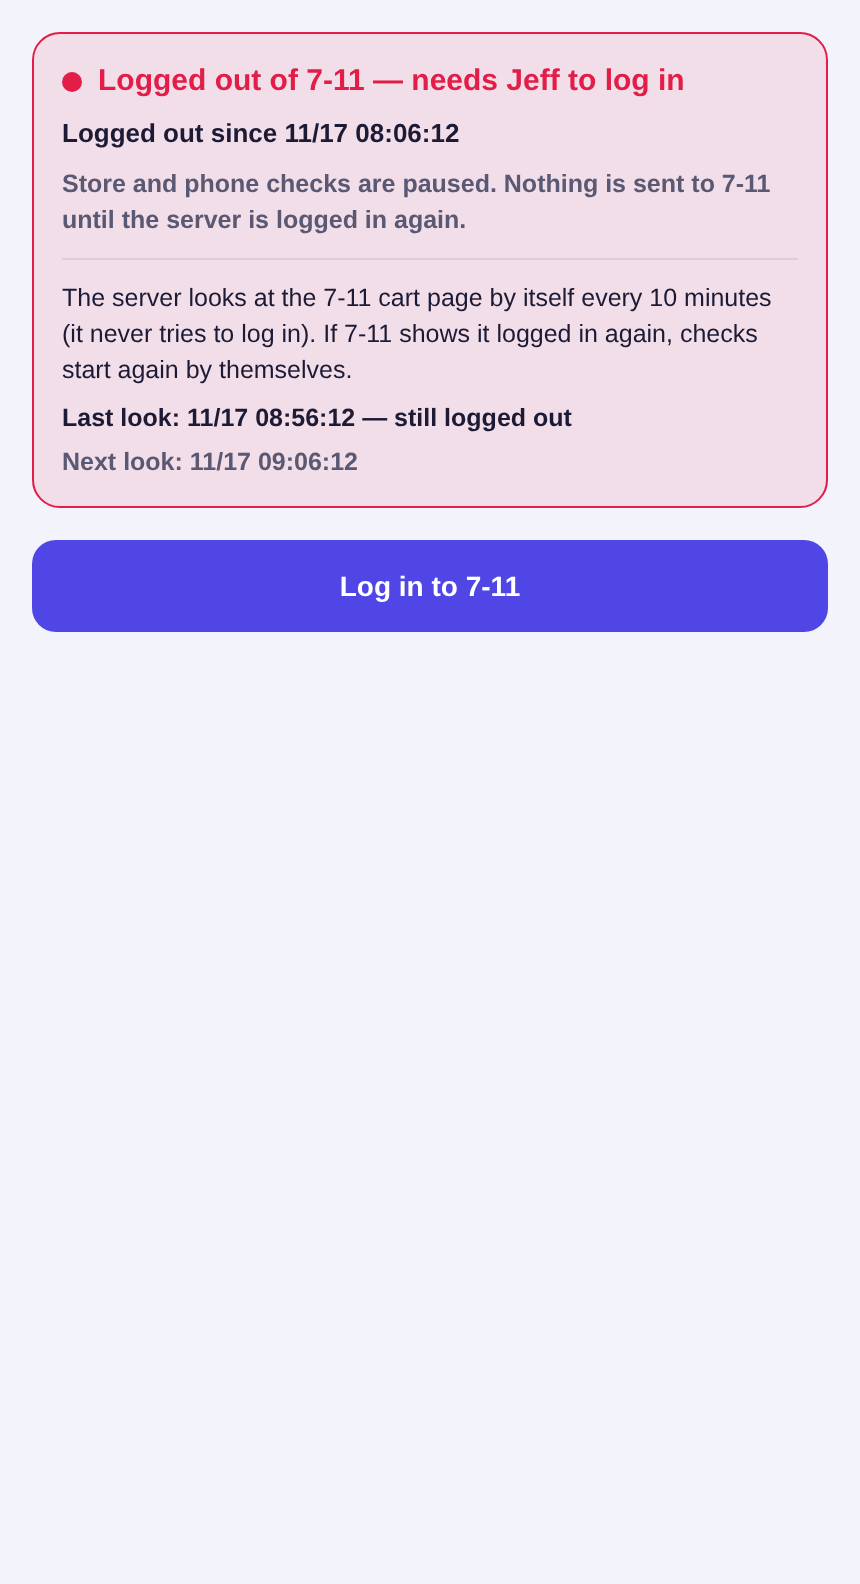 Logged out of 7-11 — needs Jeff to log in
Logged out since 11/17 08:06:12
Store and phone checks are paused. Nothing is sent to 7-11
until the server is logged in again.
The server looks at the 7-11 cart page by itself every 10 minutes
(it never tries to log in). If 7-11 shows it logged in again, checks
start again by themselves.
Last look: 11/17 08:56:12 — still logged out
Next look: 11/17 09:06:12
Log in to 7-11